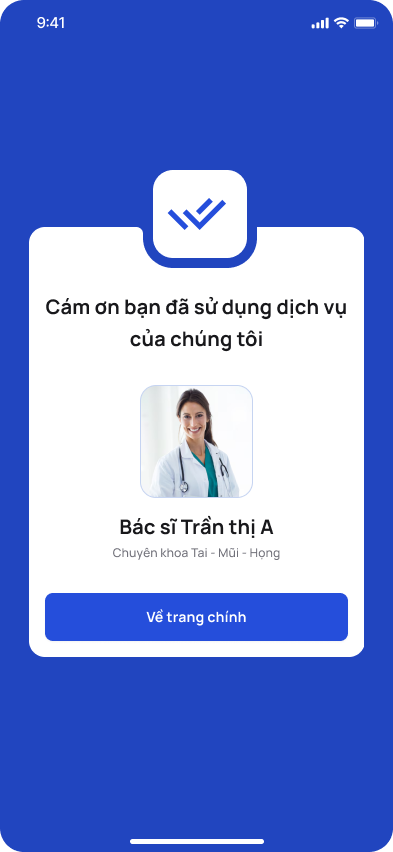 9:41
Cám ơn bạn đã sử dụng dịch vụ
của chúng tôi
Bác sĩ Trần thị A
Chuyên khoa Tai - Mũi - Họng
Về trang chính